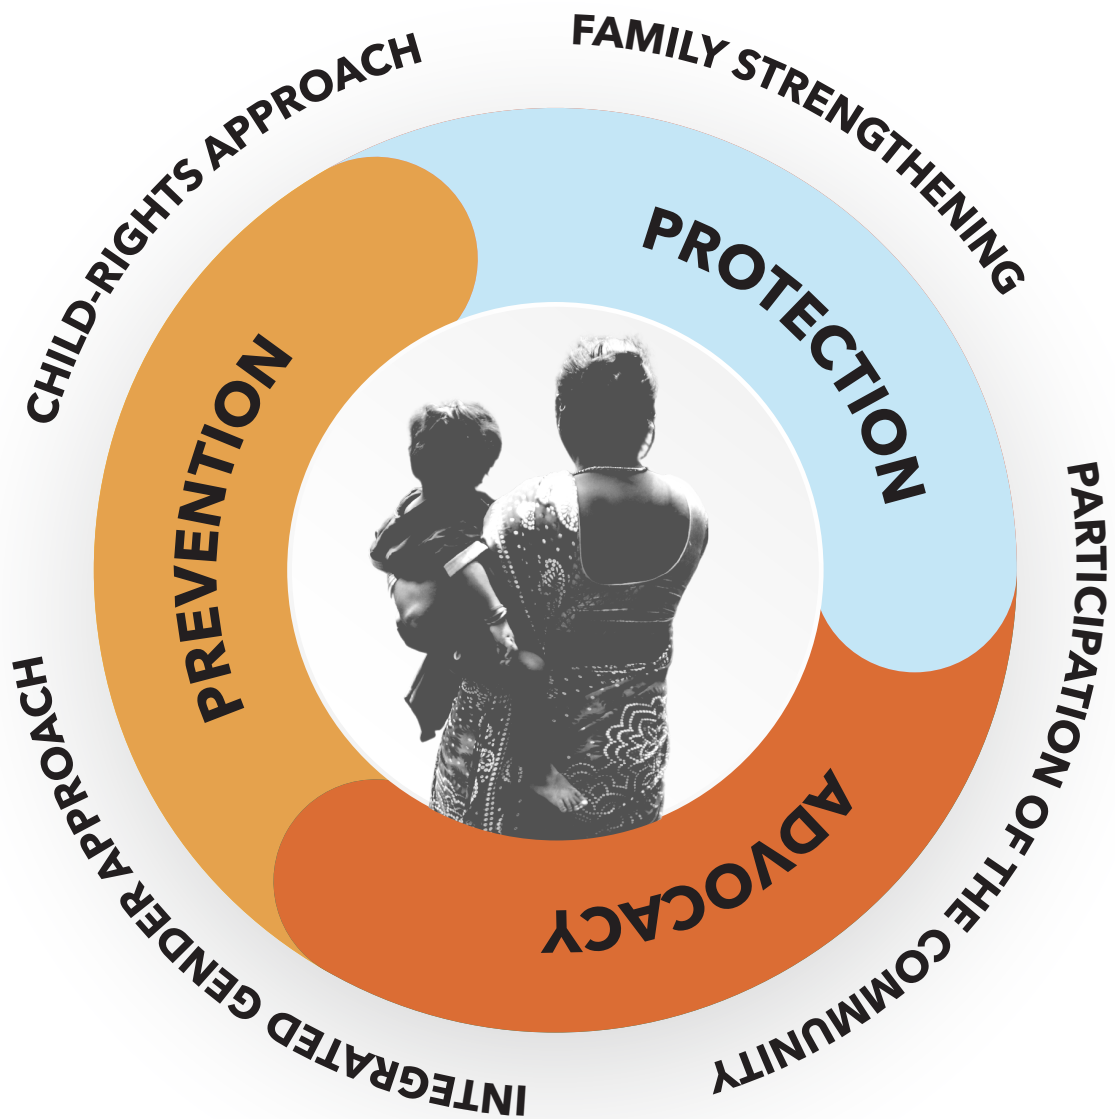 CHILD-RIGHTS APPROACH
FAMILY STRENGTHENING
PARTICIPATION OF THE COMMUNITY
INTEGRATED GENDER APPROACH
PREVENTION
PROTECTION
ADVOCACY